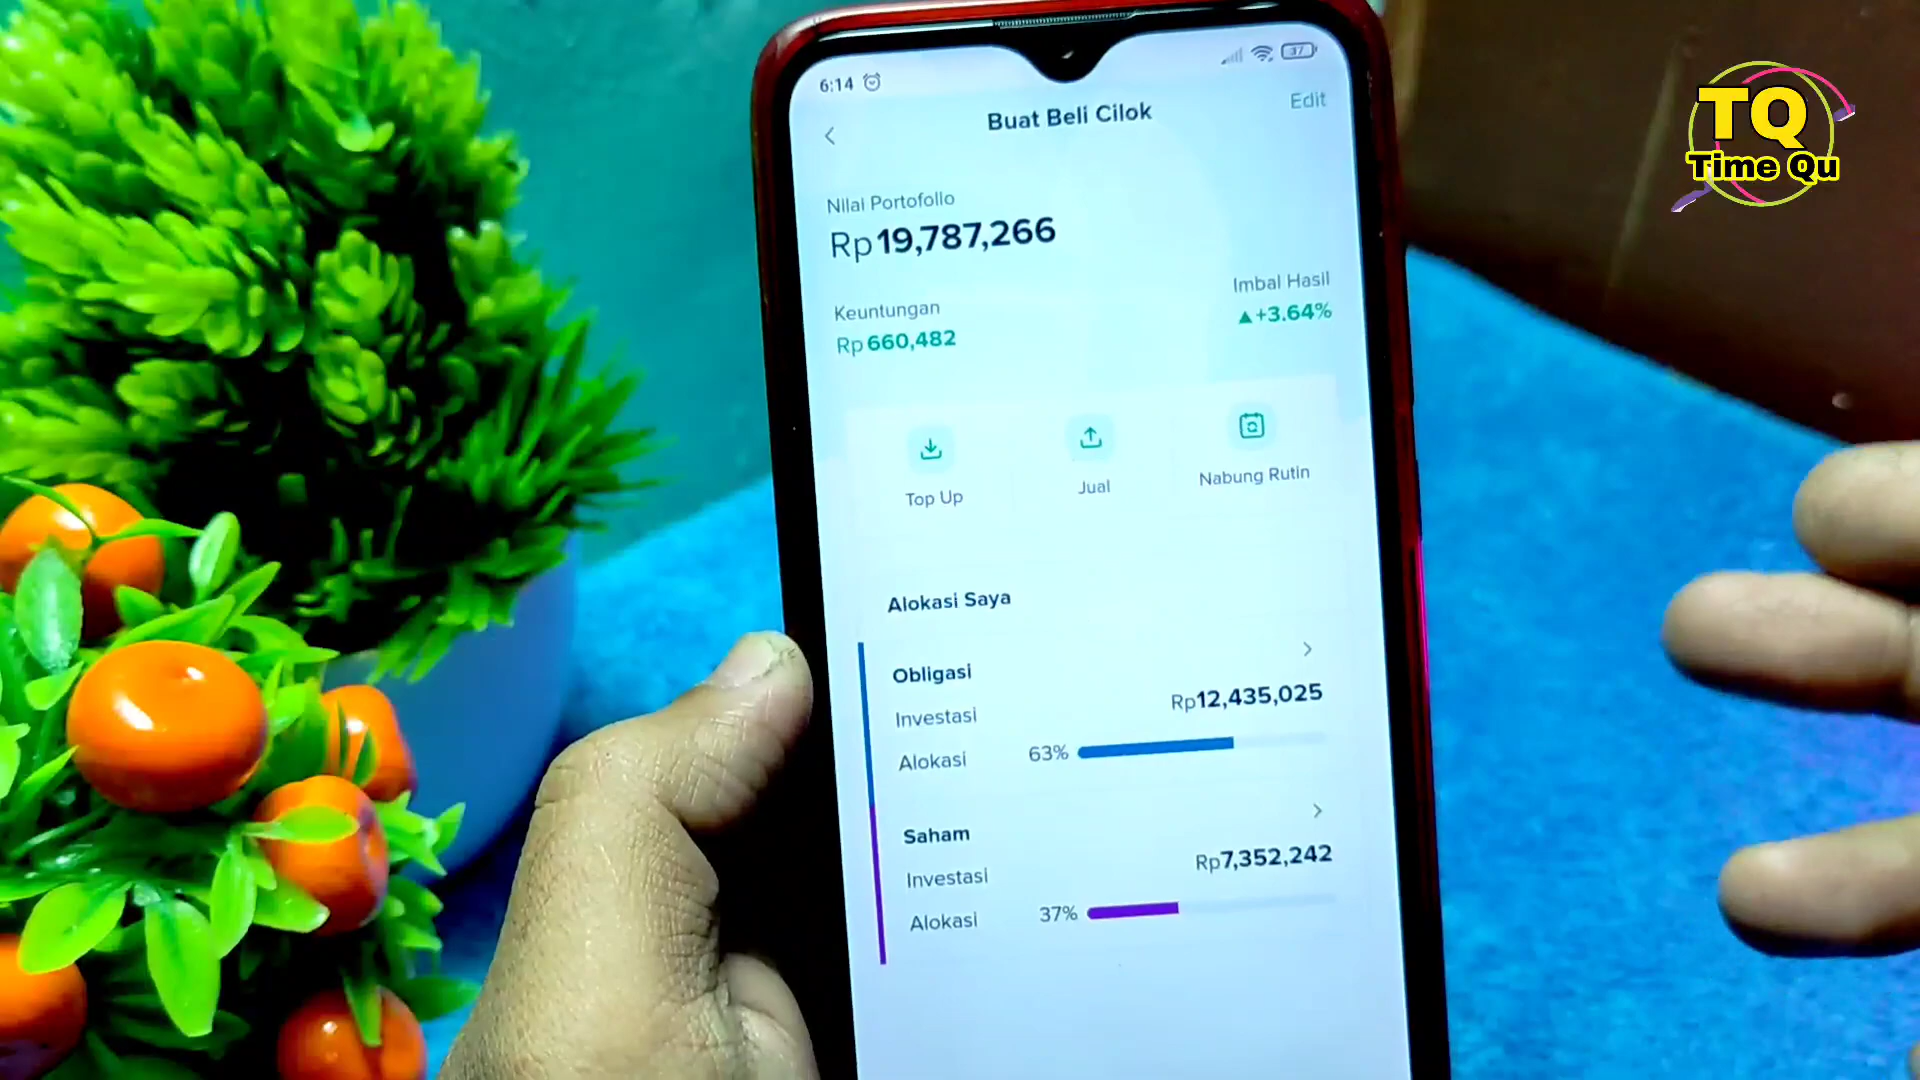 6:14
37
Buat Beli Cilok
Edit
Nilai Portofolio
Rp19,787,266
Keuntungan
Rp660,482
Imbal Hasil
▲+3.64%
Top Up
Jual
Nabung Rutin
Alokasi Saya
Obligasi
Investasi
Rp12,435,025
Alokasi
63%
Saham
Investasi
Rp7,352,242
Alokasi
37%
TQ
Time Qu